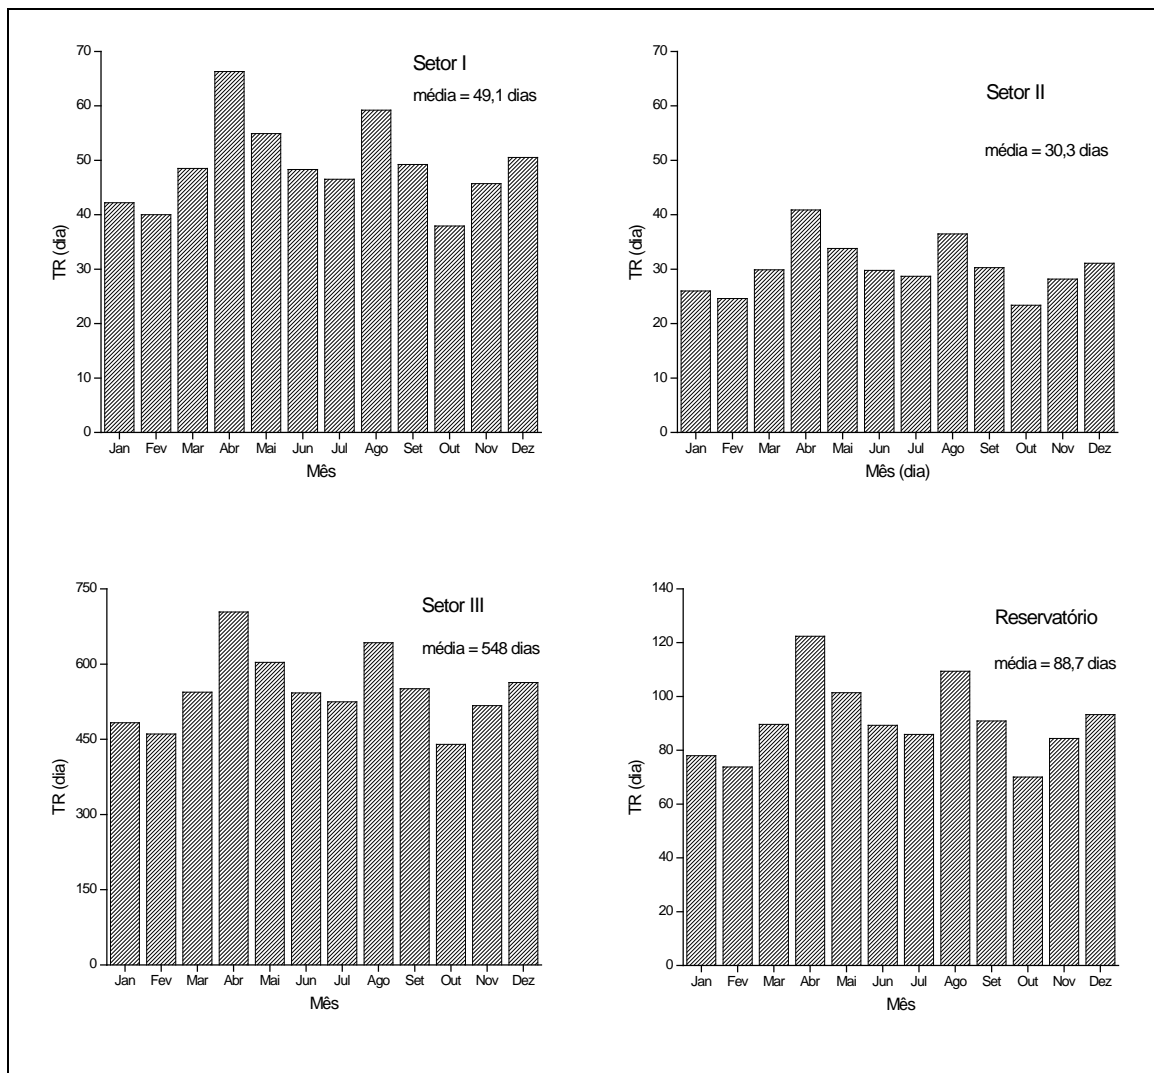 Setor I
média = 49,1 dias
TR (dia)
70
60
50
40
30
20
10
0
Jan Fev Mar Abr Mai Jun Jul Ago Set Out Nov Dez
Mês
Setor II
média = 30,3 dias
TR (dia)
70
60
50
40
30
20
10
0
Jan Fev Mar Abr Mai Jun Jul Ago Set Out Nov Dez
Mês (dia)
Setor III
média = 548 dias
TR (dia)
750
600
450
300
150
0
Jan Fev Mar Abr Mai Jun Jul Ago Set Out Nov Dez
Mês
Reservatório
média = 88,7 dias
TR (dia)
140
120
100
80
60
40
20
0
Jan Fev Mar Abr Mai Jun Jul Ago Set Out Nov Dez
Mês